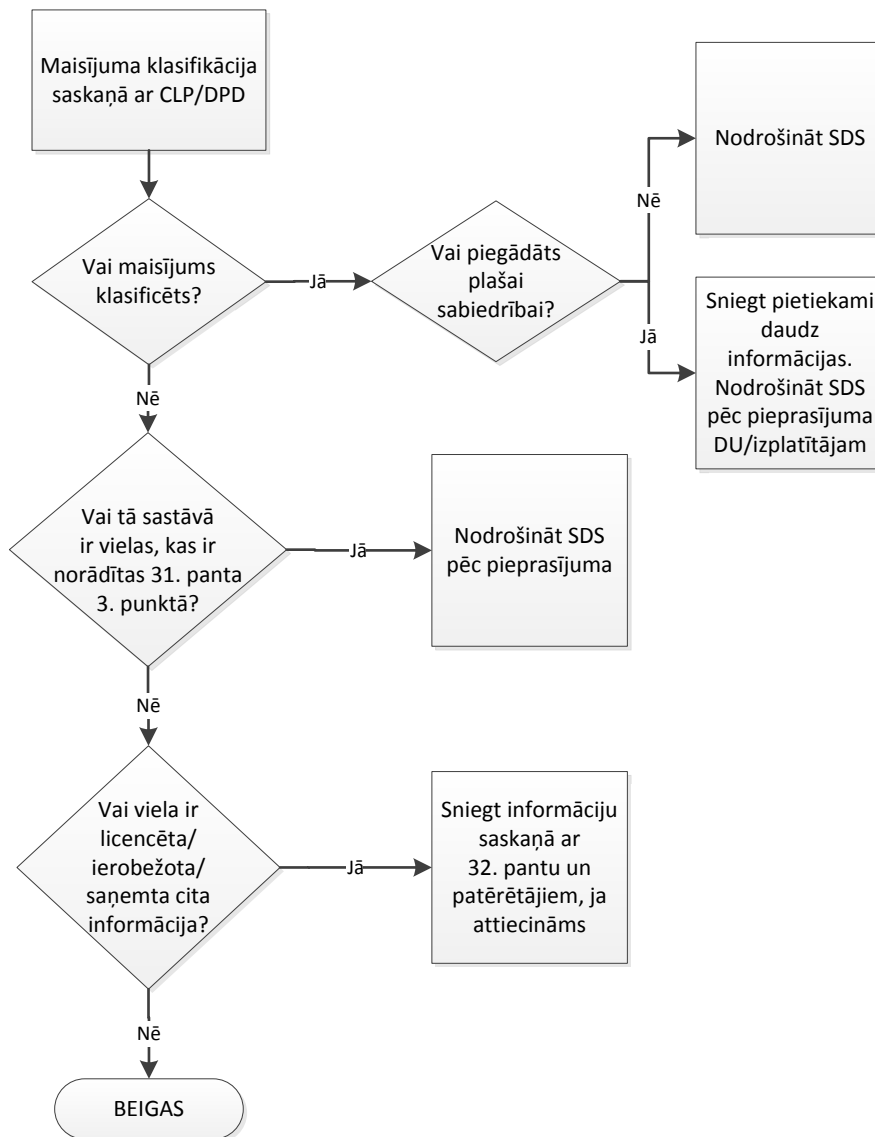 Maisījuma klasifikācija
saskaņā ar CLP/DPD
Nodrošināt SDS
Nē
Vai maisījums
klasificēts?
Jā
Vai piegādāts
plašai
sabiedrībai?
Jā
Sniegt pietiekami
daudz
informācijas.
Nodrošināt SDS
pēc pieprasījuma
DU/izplatītājam
Nē
Vai tā sastāvā
ir vielas, kas ir
norādītas 31. panta
3. punktā?
Jā
Nodrošināt SDS
pēc pieprasījuma
Nē
Vai viela ir
licencēta/
ierobežota/
saņemta cita
informācija?
Jā
Sniegt informāciju
saskaņā ar
32. pantu un
patērētājiem, ja
attiecināms
Nē
BEIGAS